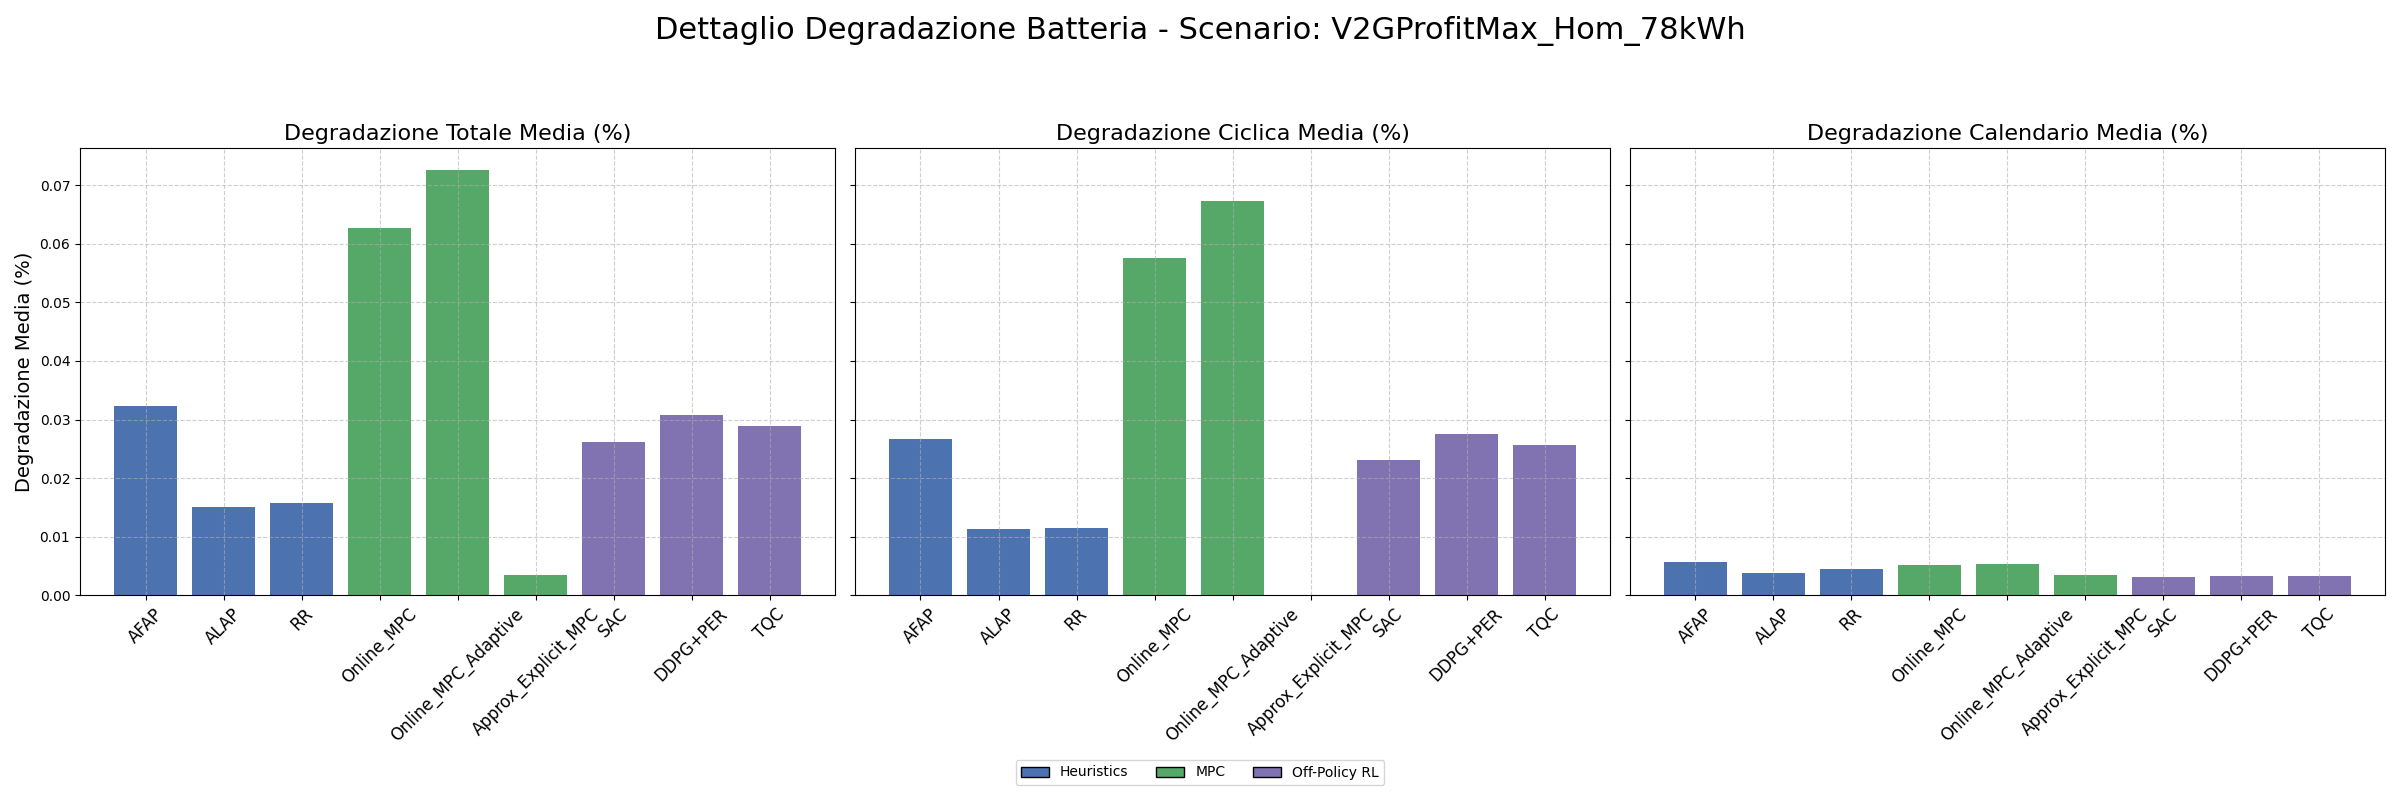 Dettaglio Degradazione Batteria - Scenario: V2GProfitMax_Hom_78kWh
Degradazione Totale Media (%)
Degradazione Media (%)
0.07
0.06
0.05
0.04
0.03
0.02
0.01
0.00
AFAP
ALAP
RR
Online_MPC
Online_MPC_Adaptive
Approx_Explicit_MPC
SAC
DDPG+PER
TQC
Degradazione Ciclica Media (%)
AFAP
ALAP
RR
Online_MPC
Online_MPC_Adaptive
Approx_Explicit_MPC
SAC
DDPG+PER
TQC
Degradazione Calendario Media (%)
AFAP
ALAP
RR
Online_MPC
Online_MPC_Adaptive
Approx_Explicit_MPC
SAC
DDPG+PER
TQC
Heuristics
MPC
Off-Policy RL